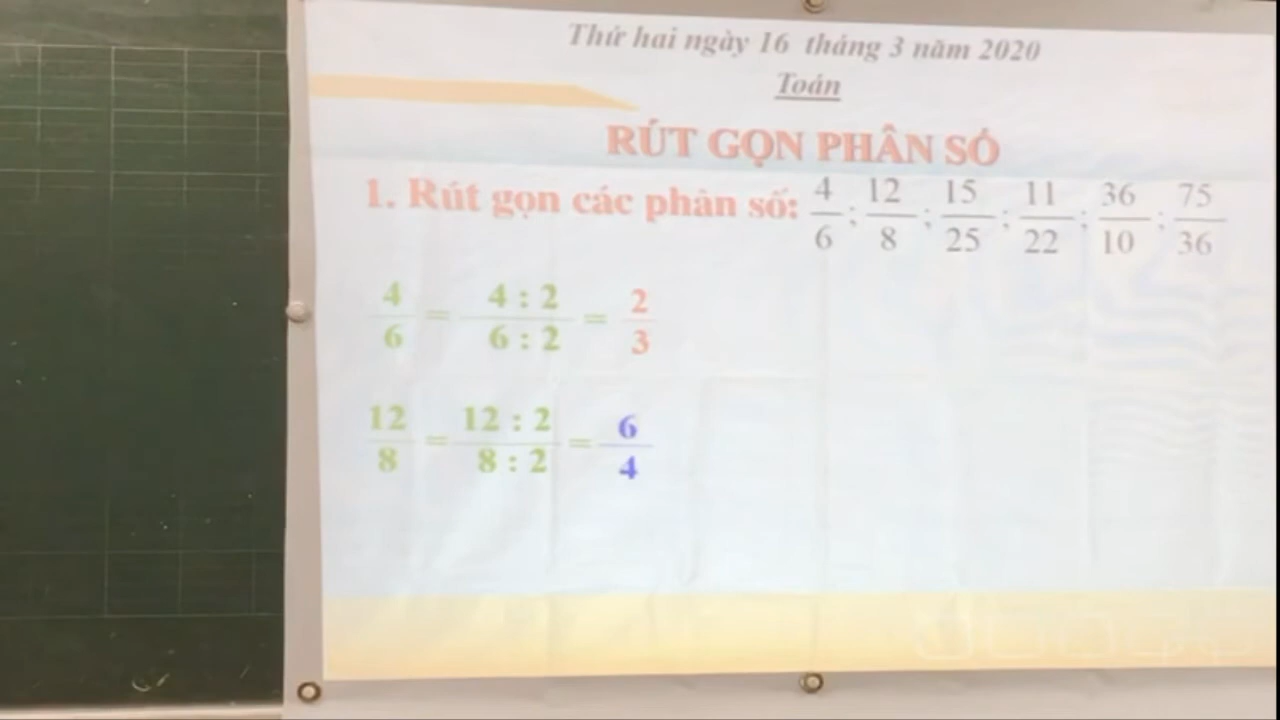 Thứ hai ngày 16 tháng 3 năm 2020
Toán
RÚT GỌN PHÂN SỐ
1. Rút gọn các phân số: 4/6 ; 12/8 ; 15/25 ; 11/22 ; 36/10 ; 75/36
4/6 = 4 : 2/6 : 2 = 2/3
12/8 = 12 : 2/8 : 2 = 6/4